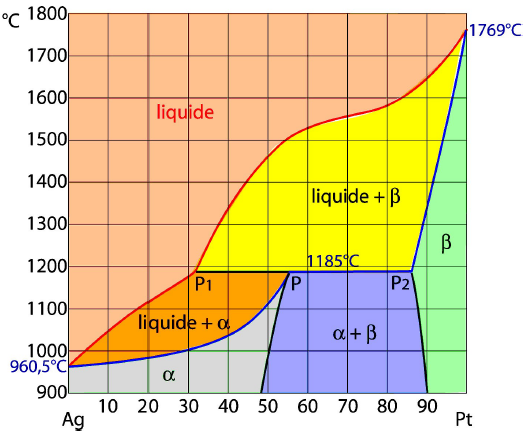 °C
1800
1769°C
1600
liquide
1500
1400
liquide + β
1300
β
1185°C
1200
P₁ P P₂
1100
liquide + α
α + β
1000
960,5°C
α
900
10 20 30 40 50 60 70 80 90
Ag Pt